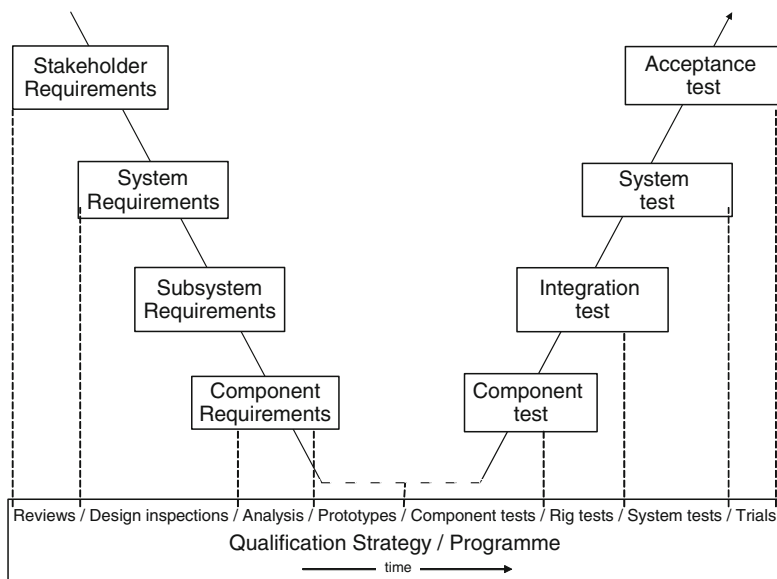 Stakeholder
Requirements
Acceptance
test
System
Requirements
System
test
Subsystem
Requirements
Integration
test
Component
Requirements
Component
test
Reviews / Design inspections / Analysis / Prototypes / Component tests / Rig tests / System tests / Trials
Qualification Strategy / Programme
time